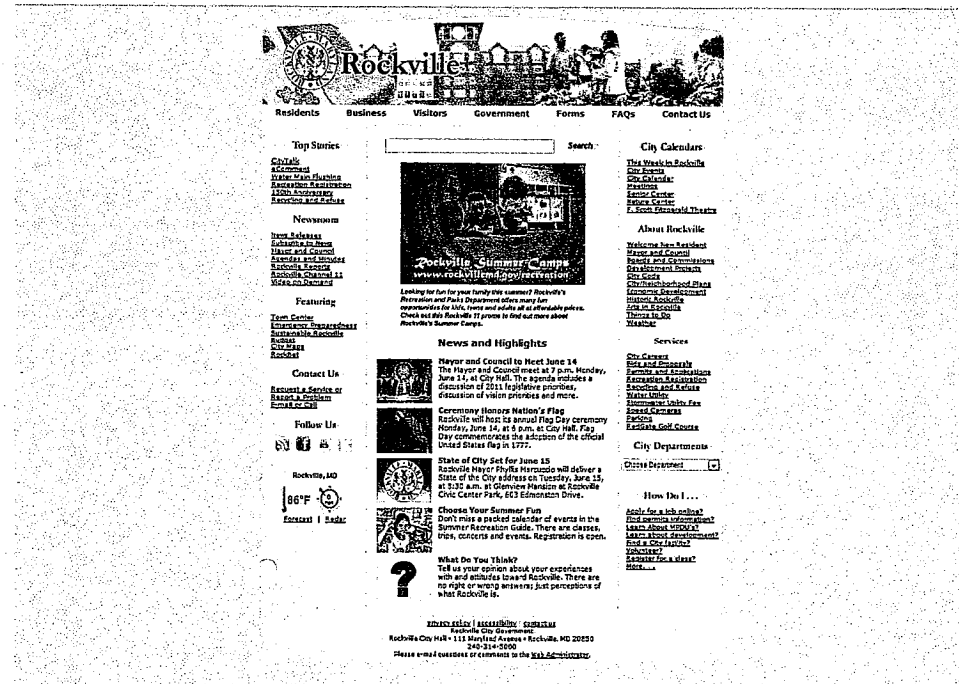 Rockville
Residents Business Visitors Government Forms FAQs Contact Us
Top Stories
CityTalk
eComment
Water Main Flushing
Recreation Registration
150th Anniversary
Recycling and Refuse
Newsroom
News Releases
Subscribe to News
Mayor and Council
Agendas and Minutes
Rockville Reports
Rockville Channel 11
Video on Demand
Featuring
Town Center
Emergency Preparedness
Sustainable Rockville
Budget
City Maps
RockNet
Contact Us
Request a Service or
Report a Problem
E-mail or Call
Follow Us
Rockville, MD
86°F
Forecast | Radar
Search
Rockville Summer Camps
www.rockvillemd.gov/recreation
Looking for fun for your family this summer? Rockville's
Recreation and Parks Department offers many fun
opportunities for kids, teens and adults all at affordable prices.
Check out this Rockville 11 promo to find out more about
Rockville's Summer Camps.
News and Highlights
Mayor and Council to Meet June 14
The Mayor and Council meet at 7 p.m. Monday,
June 14, at City Hall. The agenda includes a
discussion of 2011 legislative priorities,
discussion of vision priorities and more.
Ceremony Honors Nation's Flag
Rockville will host its annual Flag Day ceremony
Monday, June 14, at 6 p.m. at City Hall. Flag
Day commemorates the adoption of the official
United States flag in 1777.
State of City Set for June 15
Rockville Mayor Phyllis Marcuccio will deliver a
State of the City address on Tuesday, June 15,
at 5:30 a.m. at Glenview Mansion at Rockville
Civic Center Park, 603 Edmonston Drive.
Choose Your Summer Fun
Don't miss a packed calendar of events in the
Summer Recreation Guide. There are classes,
trips, concerts and events. Registration is open.
What Do You Think?
Tell us your opinion about your experiences
with and attitudes toward Rockville. There are
no right or wrong answers; just perceptions of
what Rockville is.
City Calendars
This Week in Rockville
City Events
City Calendar
Meetings
Senior Center
Nature Center
F. Scott Fitzgerald Theatre
About Rockville
Welcome New Resident
Mayor and Council
Boards and Commissions
Development Projects
City Code
City/Neighborhood Plans
Economic Development
Historic Rockville
Arts in Rockville
Things to Do
Weather
Services
City Careers
Bids and Proposals
Permits and Applications
Recreation Registration
Recycling and Refuse
Water Utility
Stormwater Utility Fee
Speed Cameras
Parking
RedGate Golf Course
City Departments
Choose Department
How Do I . . .
Apply for a job online?
Find permits information?
Learn About MPDU's?
Learn about development?
Find a City facility?
Volunteer?
Register for a class?
More. . .
privacy policy | accessibility | contact us
Rockville City Government
Rockville City Hall • 111 Maryland Avenue • Rockville, MD 20850
240-314-5000
Please e-mail questions or comments to the Web Administrator.